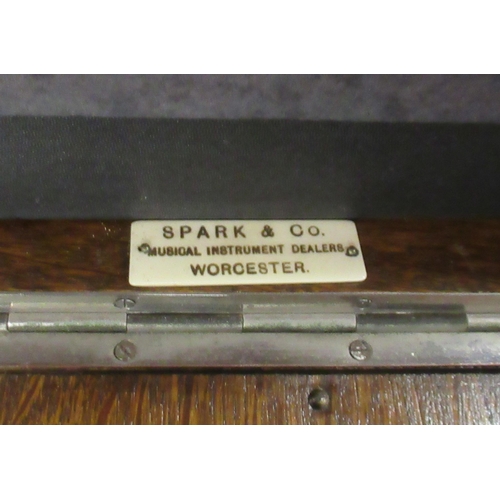 SPARK & Co.
MUSICAL INSTRUMENT DEALERS
WORCESTER.